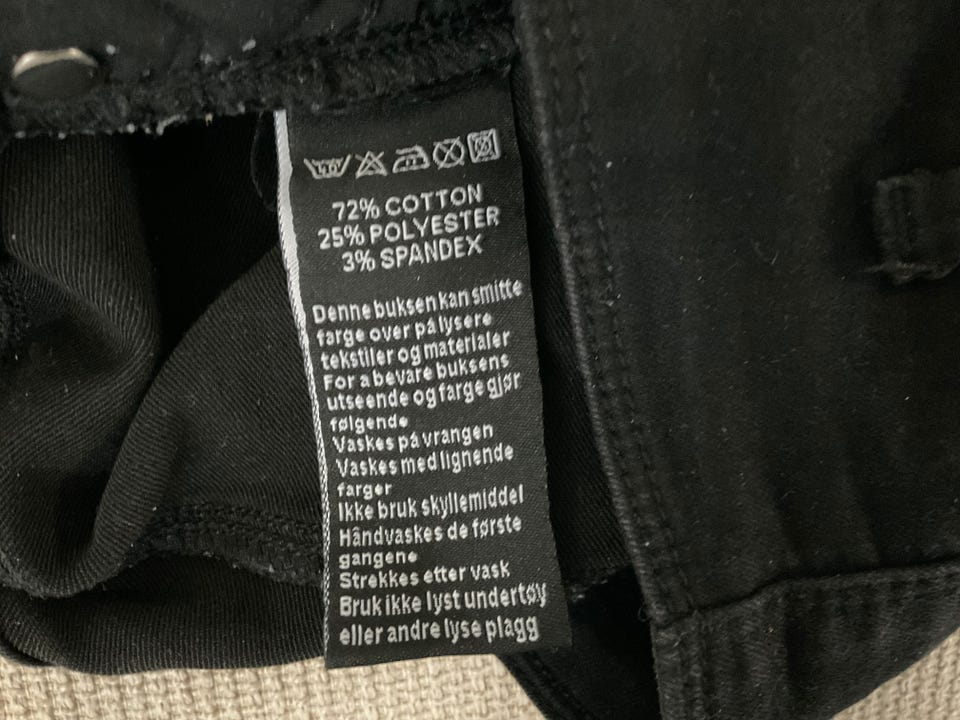 40
72% COTTON
25% POLYESTER
3% SPANDEX
Denne buksen kan smitte
farge over på lysere
tekstiler og materialer
For a bevare buksens
utseende og farge gjør
følgende
Vaskes på vrangen
Vaskes med lignende
farger
Ikke bruk skyllemiddel
Håndvaskes de første
gangene
Strekkes etter vask
Bruk ikke lyst undertøy
eller andre lyse plagg